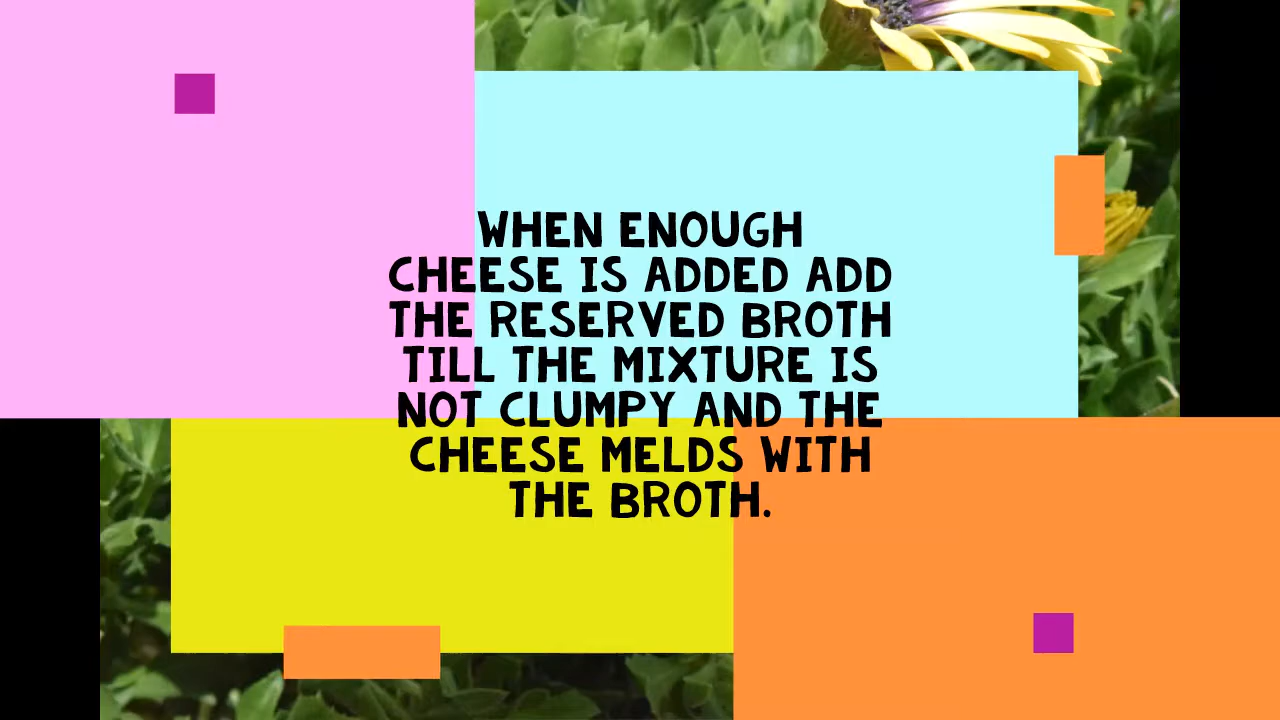 WHEN ENOUGH
CHEESE IS ADDED ADD
THE RESERVED BROTH
TILL THE MIXTURE IS
NOT CLUMPY AND THE
CHEESE MELDS WITH
THE BROTH.